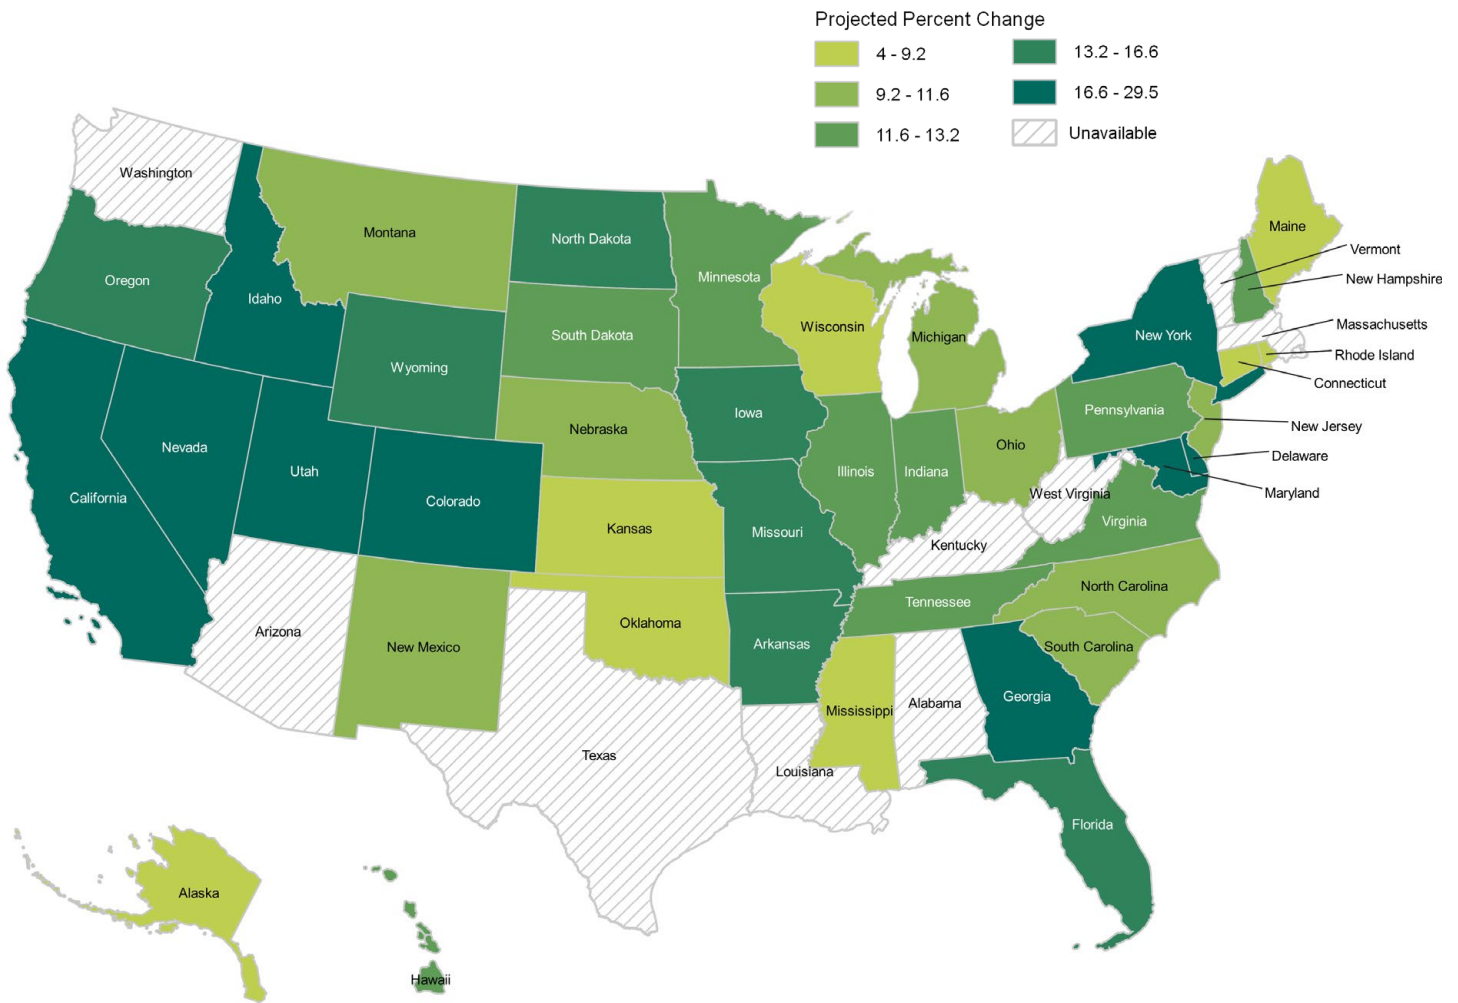 Projected Percent Change
4 - 9.2
13.2 - 16.6
9.2 - 11.6
16.6 - 29.5
11.6 - 13.2
Unavailable
Washington
Montana
North Dakota
Minnesota
Maine
Vermont
New Hampshire
Oregon
Idaho
South Dakota
Wisconsin
Michigan
New York
Massachusetts
Rhode Island
Connecticut
Wyoming
Iowa
Pennsylvania
New Jersey
Nebraska
Nevada
Utah
Illinois
Indiana
Ohio
Delaware
California
Colorado
West Virginia
Maryland
Kansas
Missouri
Kentucky
Virginia
Arizona
New Mexico
Oklahoma
Arkansas
Tennessee
North Carolina
South Carolina
Mississippi
Alabama
Georgia
Texas
Louisiana
Florida
Alaska
Hawaii